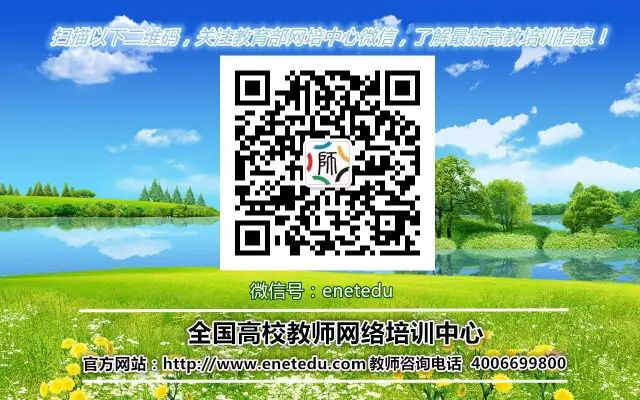 扫描以下二维码，关注教育部网培中心微信，了解最新高教培训信息！
師
微信号：enetedu
全国高校教师网络培训中心
官方网站：http://www.enetedu.com 教师咨询电话 4006699800